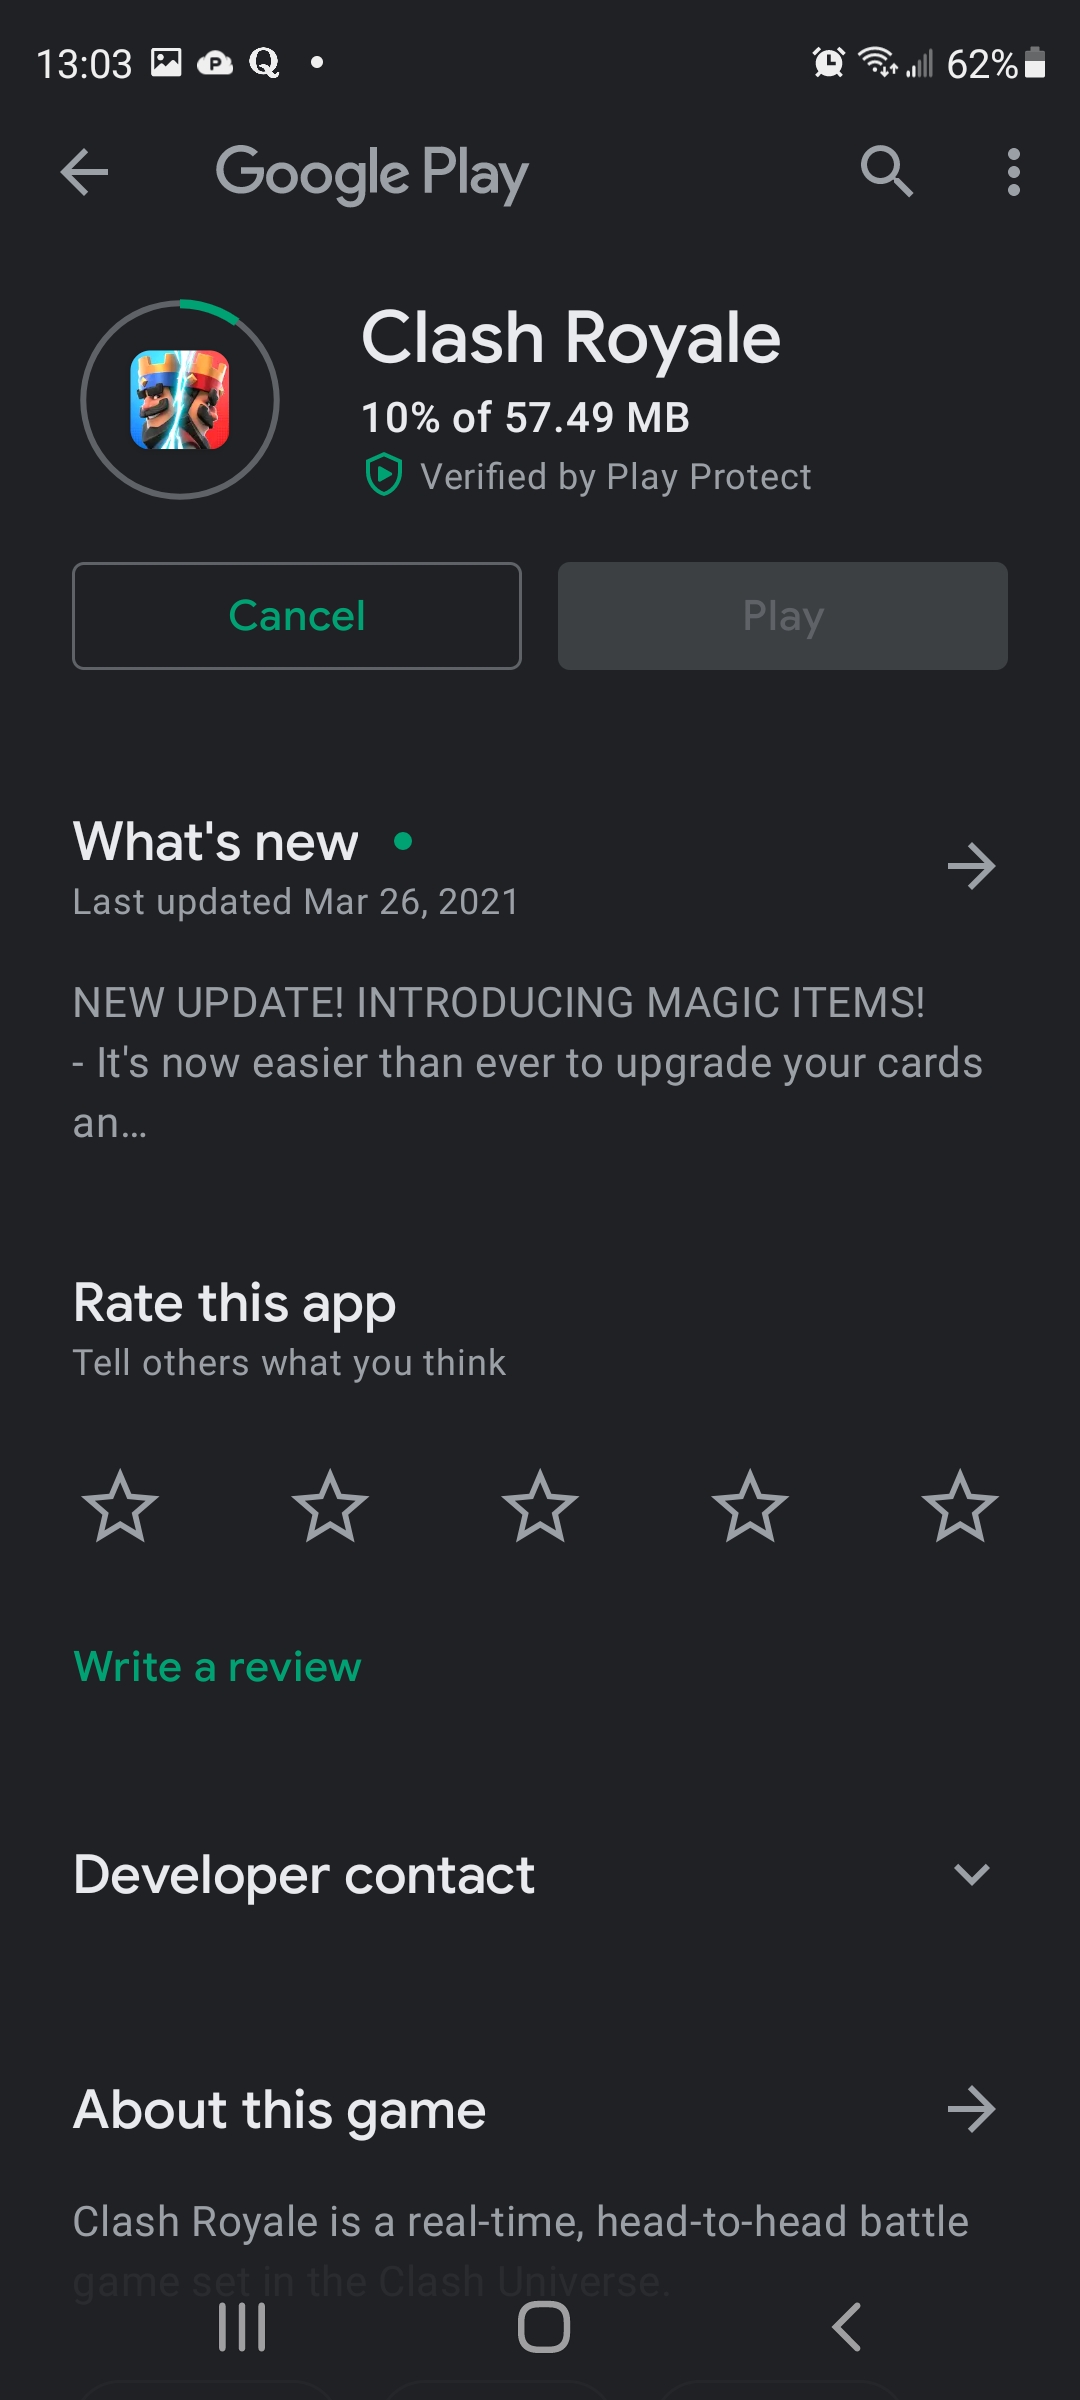 13:03
62%
Google Play
Clash Royale
10% of 57.49 MB
Verified by Play Protect
Cancel
Play
What's new
Last updated Mar 26, 2021
NEW UPDATE! INTRODUCING MAGIC ITEMS!
- It's now easier than ever to upgrade your cards
an…
Rate this app
Tell others what you think
Write a review
Developer contact
About this game
Clash Royale is a real-time, head-to-head battle
game set in the Clash Universe.